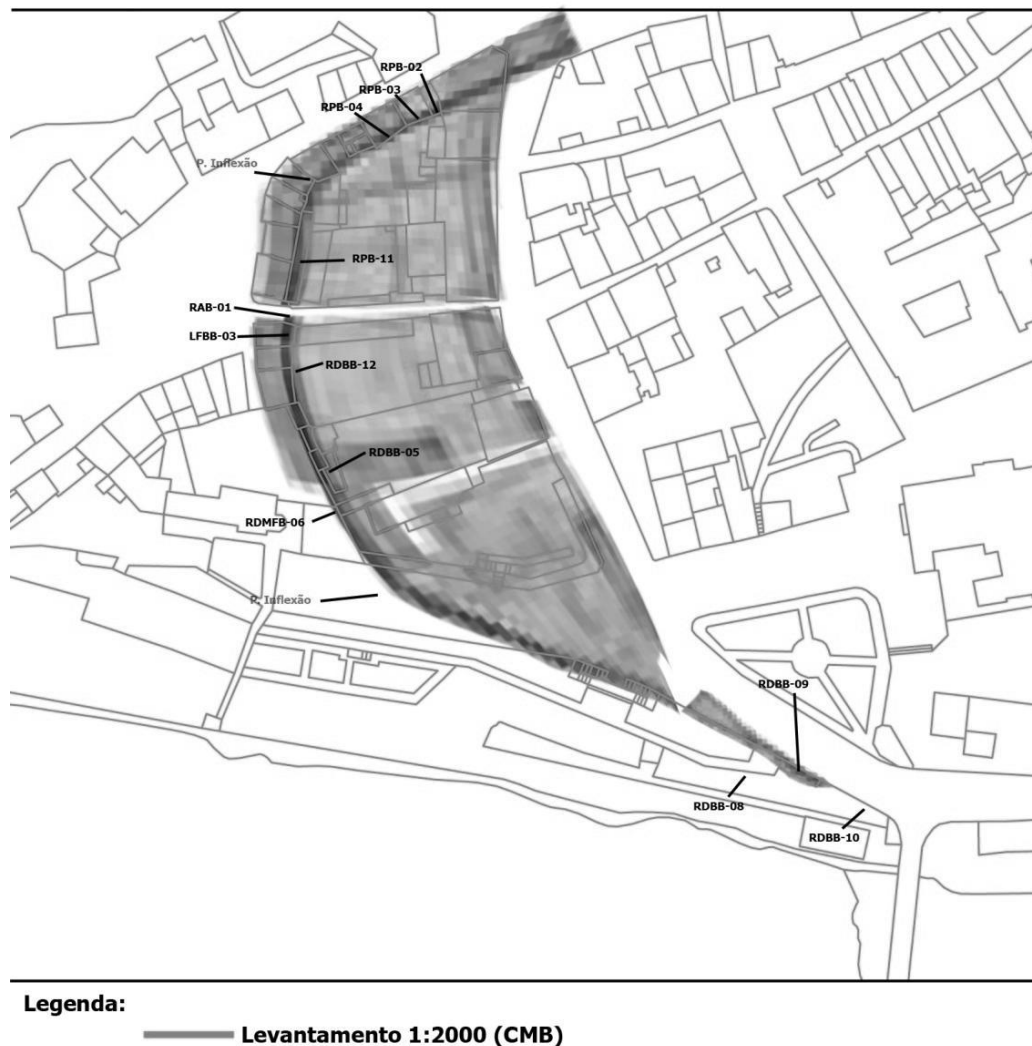 RPB-02
RPB-03
RPB-04
P. Inflexão
RPB-11
RAB-01
LFBB-03
RDBB-12
RDBB-05
RDMFB-06
P. Inflexão
RDBB-09
RDBB-08
RDBB-10
Legenda:
Levantamento 1:2000 (CMB)